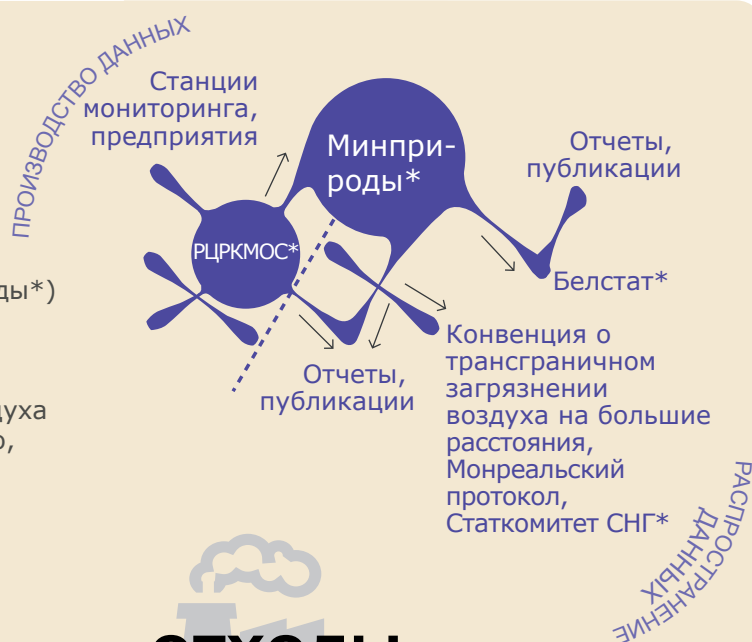 ПРОИЗВОДСТВО ДАННЫХ
Станции
мониторинга,
предприятия
Минпри-
роды*
Отчеты,
публикации
РЦРКМОС*
Белстат*
ды*)
Отчеты,
публикации
Конвенция о
трансграничном
загрязнении
воздуха на большие
расстояния,
Монреальский
протокол,
Статкомитет СНГ*
духа
о,
РАСПРОСТРАНЕНИЕ
ДАННЫХ
ОТХОДЫ